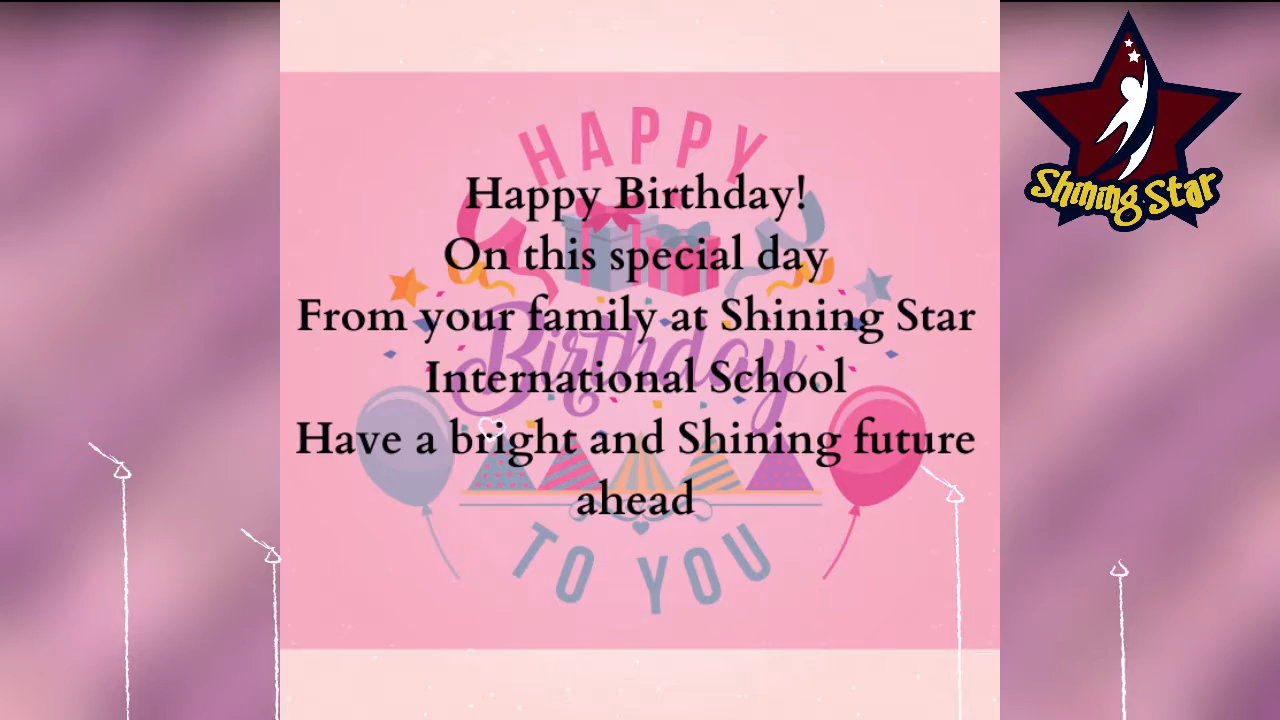 HAPPY
Happy Birthday!
On this special day
From your family at Shining Star
Birthday
International School
Have a bright and Shining future
ahead
TO YOU
Shining Star